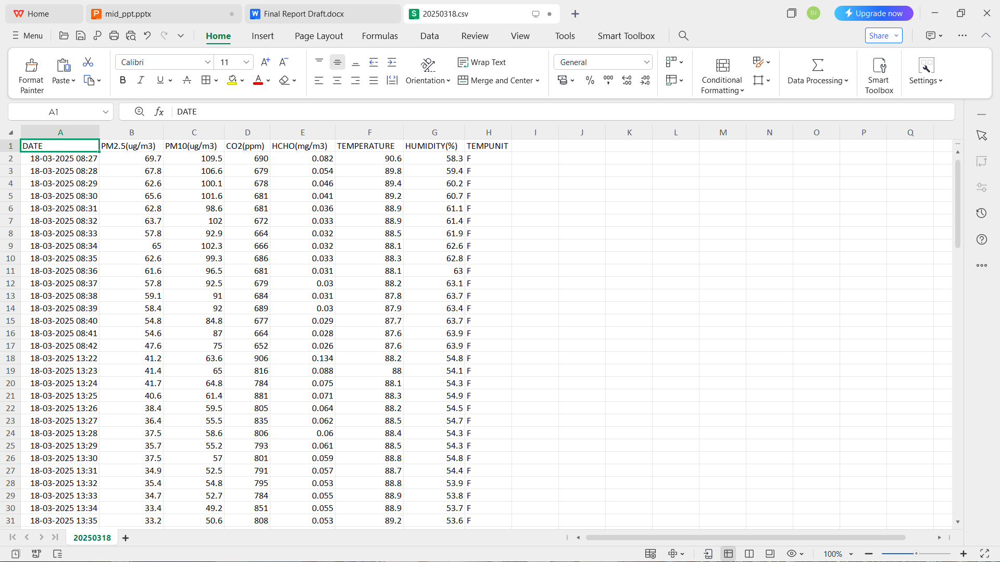 Home mid_ppt.pptx Final Report Draft.docx 20250318.csv DJ Upgrade now
Menu Home Insert Page Layout Formulas Data Review View Tools Smart Toolbox Share
Calibri 11 Wrap Text General
Format Painter Paste Orientation Merge and Center Conditional Formatting Data Processing Smart Toolbox Settings
A1 fx DATE
A B C D E F G H I J K L M N O P Q
1 DATE PM2.5(ug/m3) PM10(ug/m3) CO2(ppm) HCHO(mg/m3) TEMPERATURE HUMIDITY(%) TEMPUNIT
2 18-03-2025 08:27 69.7 109.5 690 0.082 90.6 58.3 F
3 18-03-2025 08:28 67.8 106.6 679 0.054 89.8 59.4 F
4 18-03-2025 08:29 62.6 100.1 678 0.046 89.4 60.2 F
5 18-03-2025 08:30 65.6 101.6 681 0.041 89.2 60.7 F
6 18-03-2025 08:31 62.8 98.6 681 0.036 88.9 61.1 F
7 18-03-2025 08:32 63.7 102 672 0.033 88.9 61.4 F
8 18-03-2025 08:33 57.8 92.9 664 0.032 88.5 61.9 F
9 18-03-2025 08:34 65 102.3 666 0.032 88.1 62.6 F
10 18-03-2025 08:35 62.6 99.3 686 0.033 88.3 62.8 F
11 18-03-2025 08:36 61.6 96.5 681 0.031 88.1 63 F
12 18-03-2025 08:37 57.8 92.5 679 0.03 88.2 63.1 F
13 18-03-2025 08:38 59.1 91 684 0.031 87.8 63.7 F
14 18-03-2025 08:39 58.4 92 689 0.03 87.9 63.4 F
15 18-03-2025 08:40 54.8 84.8 677 0.029 87.7 63.7 F
16 18-03-2025 08:41 54.6 87 664 0.028 87.6 63.9 F
17 18-03-2025 08:42 47.6 75 652 0.026 87.6 63.9 F
18 18-03-2025 13:22 41.2 63.6 906 0.134 88.2 54.8 F
19 18-03-2025 13:23 41.4 65 816 0.088 88 54.1 F
20 18-03-2025 13:24 41.7 64.8 784 0.075 88.1 54.3 F
21 18-03-2025 13:25 40.6 61.4 881 0.071 88.3 54.9 F
22 18-03-2025 13:26 38.4 59.5 805 0.064 88.2 54.5 F
23 18-03-2025 13:27 36.4 55.5 835 0.062 88.5 54.7 F
24 18-03-2025 13:28 37.5 58.6 806 0.06 88.4 54.3 F
25 18-03-2025 13:29 35.7 55.2 793 0.061 88.5 54.3 F
26 18-03-2025 13:30 37.5 57 801 0.059 88.8 54.8 F
27 18-03-2025 13:31 34.9 52.5 791 0.057 88.7 54.4 F
28 18-03-2025 13:32 35.4 54.8 795 0.053 88.8 53.9 F
29 18-03-2025 13:33 34.7 52.7 784 0.055 88.9 53.8 F
30 18-03-2025 13:34 33.4 49.2 851 0.055 88.9 53.7 F
31 18-03-2025 13:35 33.2 50.6 808 0.053 89.2 53.6 F
20250318
100%